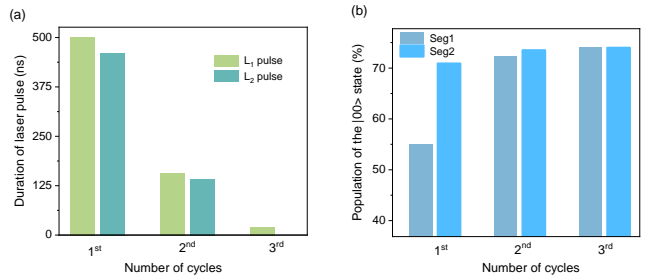 (a)
500
375
250
125
0
Duration of laser pulse (ns)
L₁ pulse
L₂ pulse
1ˢᵗ 2ⁿᵈ 3ʳᵈ
Number of cycles
(b)
70
60
50
40
Population of the |00> state (%)
Seg1
Seg2
1ˢᵗ 2ⁿᵈ 3ʳᵈ
Number of cycles